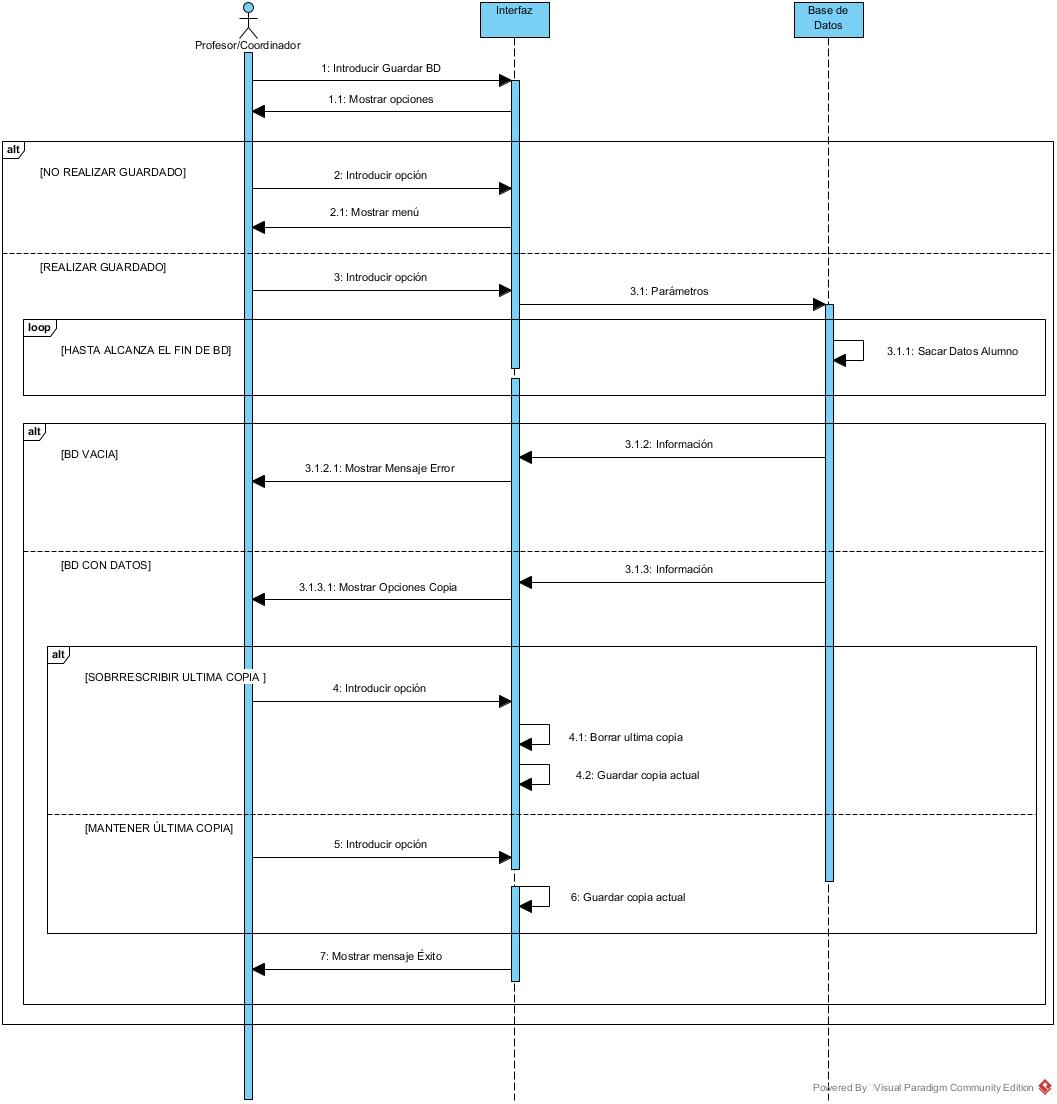 Profesor/Coordinador
Interfaz
Base de
Datos
1: Introducir Guardar BD
1.1: Mostrar opciones
alt
[NO REALIZAR GUARDADO]
2: Introducir opción
2.1: Mostrar menú
[REALIZAR GUARDADO]
3: Introducir opción
3.1: Parámetros
loop
[HASTA ALCANZA EL FIN DE BD]
3.1.1: Sacar Datos Alumno
alt
[BD VACIA]
3.1.2: Información
3.1.2.1: Mostrar Mensaje Error
[BD CON DATOS]
3.1.3: Información
3.1.3.1: Mostrar Opciones Copia
alt
[SOBRRESCRIBIR ULTIMA COPIA ]
4: Introducir opción
4.1: Borrar ultima copia
4.2: Guardar copia actual
[MANTENER ÚLTIMA COPIA]
5: Introducir opción
6: Guardar copia actual
7: Mostrar mensaje Éxito
Powered By Visual Paradigm Community Edition